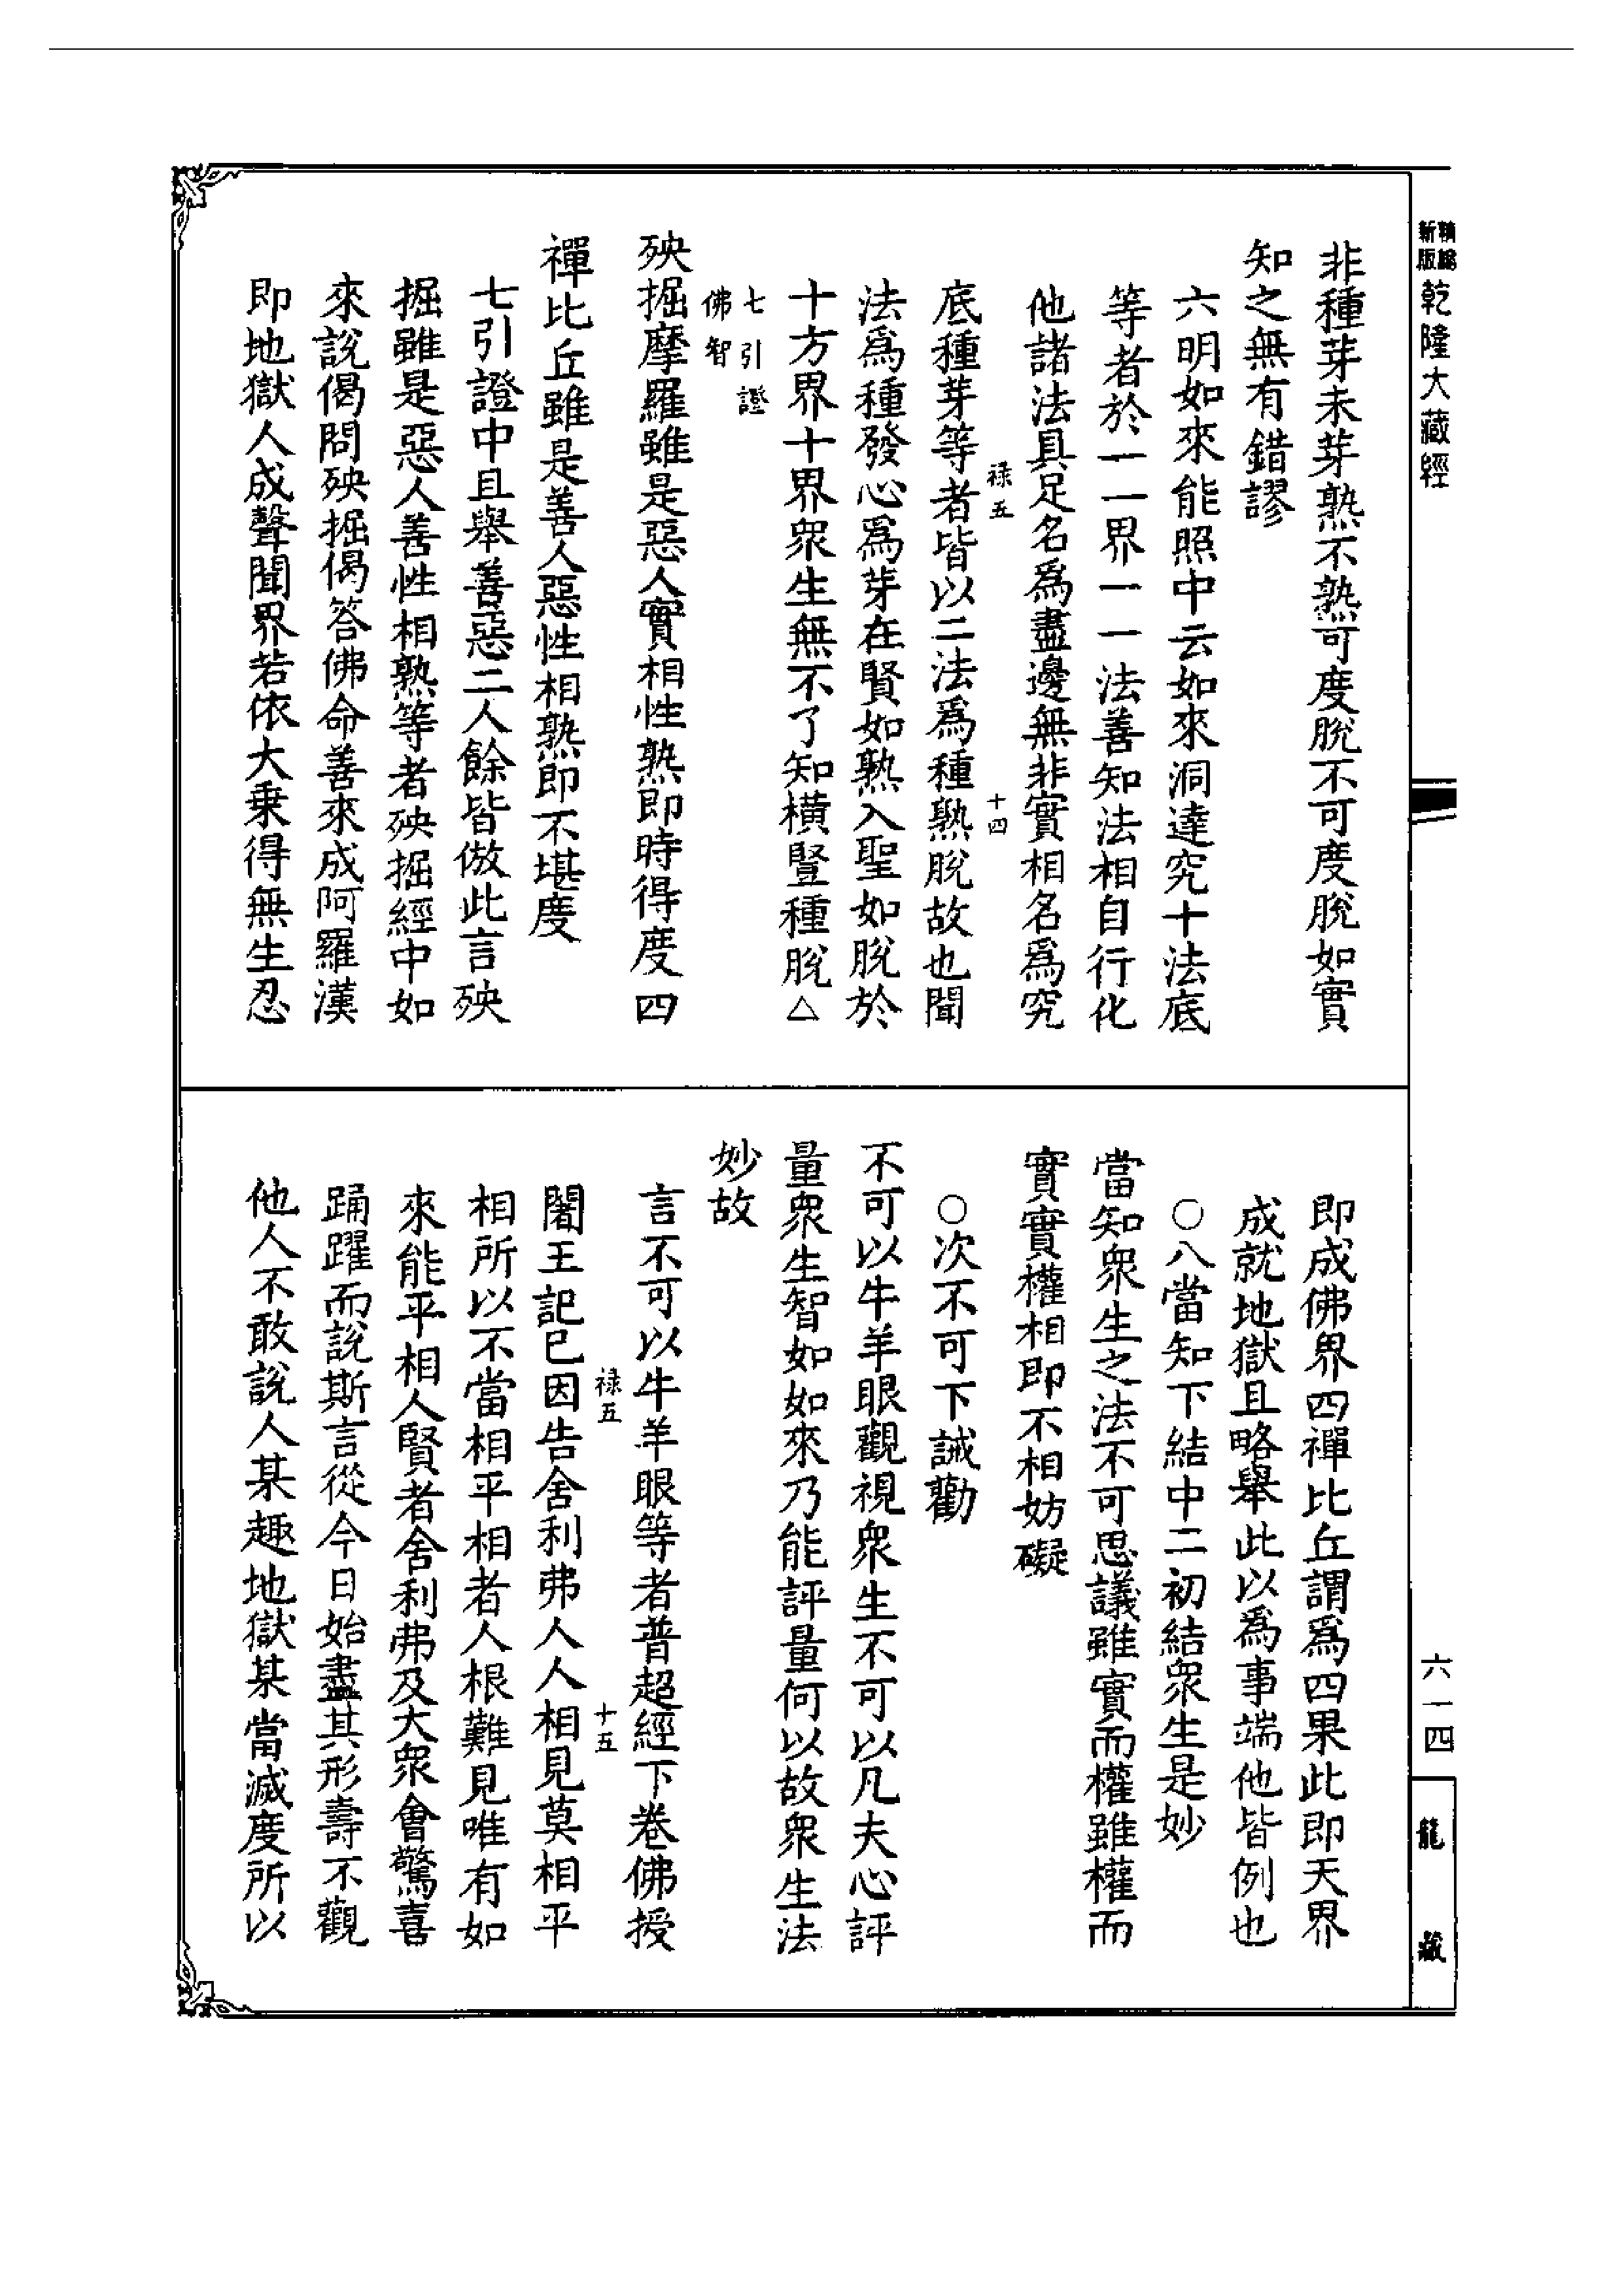 新版精縮乾隆大藏經
非種芽未芽熟不熟可度脫不可度脫如實
知之無有錯謬
六明如來能照中云如來洞達究十法底
等者於一一界一一法善知法相自行化
他諸法具足名爲盡邊無非實相名爲究
祿五
十四
底種芽等者皆以二法爲種熟脫故也聞
法爲種發心爲芽在賢如熟入聖如脫於
十方界十界衆生無不了知橫豎種脫△
七引證
佛智
殃掘摩羅雖是惡人實相性熟即時得度四
禪比丘雖是善人惡性相熟即不堪度
七引證中且舉善惡二人餘皆倣此言殃
掘雖是惡人善性相熟等者殃掘經中如
來說偈問殃掘偈答佛命善來成阿羅漢
即地獄人成聲聞界若依大乘得無生忍
即成佛界四禪比丘謂爲四果此即天界
成就地獄且略舉此以爲事端他皆例也
○八當知下結中二初結衆生是妙
當知衆生之法不可思議雖實而權雖權而
實實權相即不相妨礙
○次不可下誡勸
不可以牛羊眼觀視衆生不可以凡夫心評
量衆生智如如來乃能評量何以故衆生法
妙故
言不可以牛羊眼等者普超經下卷佛授
祿五
十五
闍王記已因告舍利弗人人相見莫相平
相所以不當相平相者人根難見唯有如
來能平相人賢者舍利弗及大衆會驚喜
踊躍而說斯言從今日始盡其形壽不觀
他人不敢說人某趣地獄某當滅度所以
六一四
龍藏